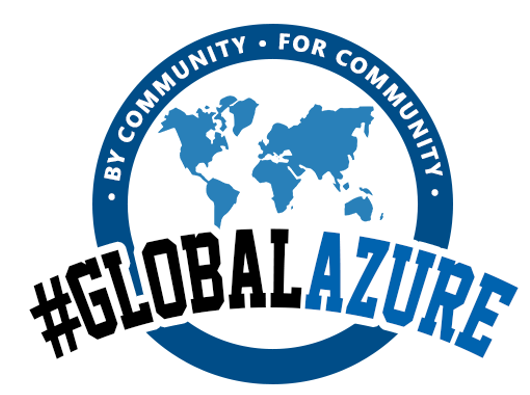 • BY COMMUNITY • FOR COMMUNITY •
#GLOBALAZURE